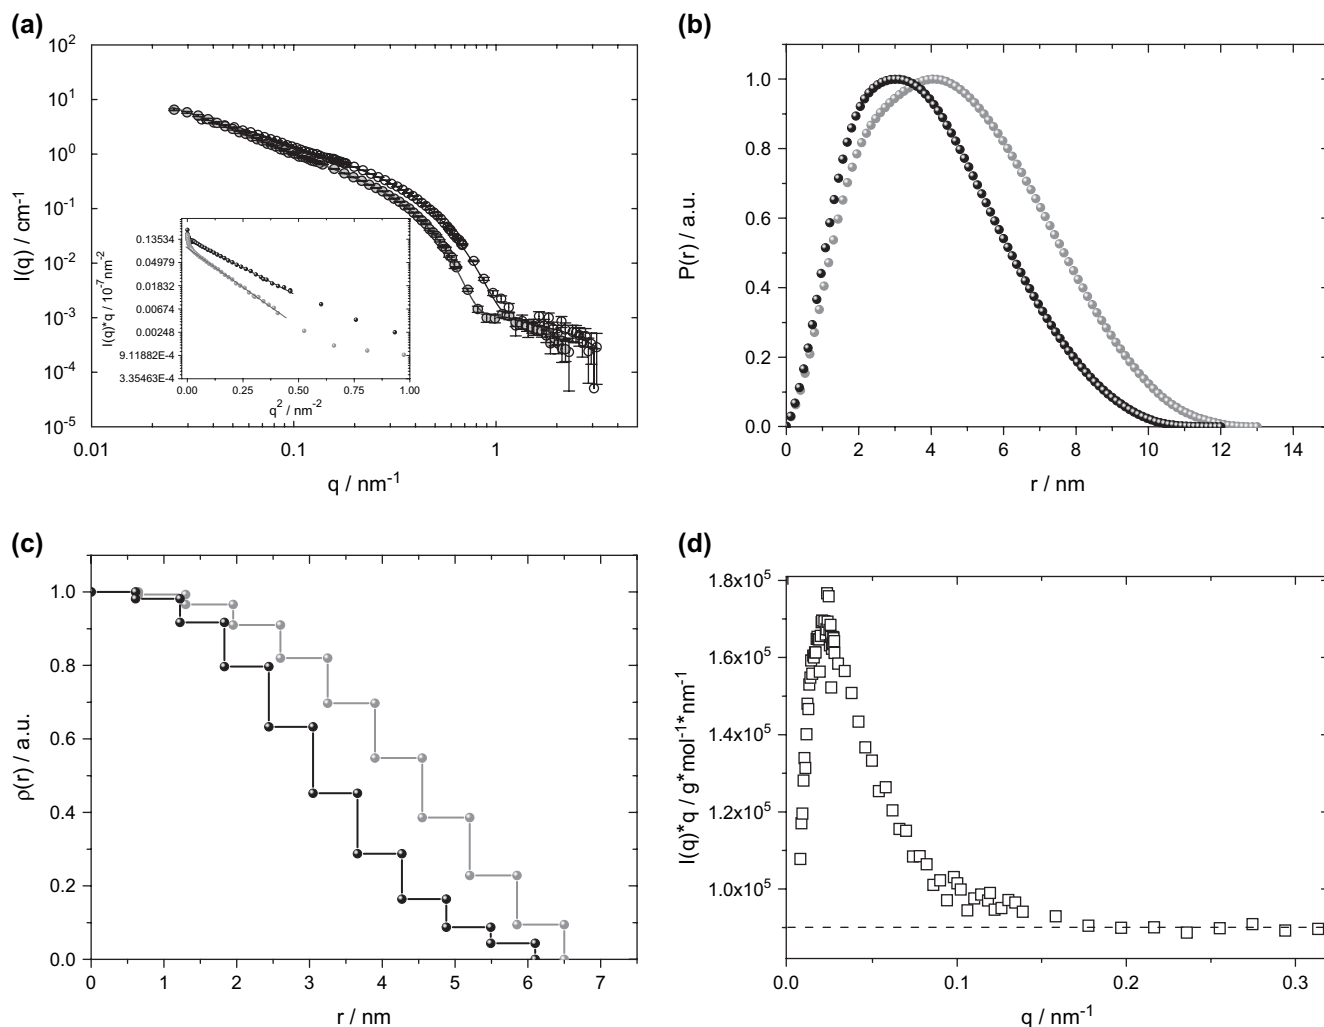 (a)
10^2
10^1
10^0
10^-1
10^-2
10^-3
10^-4
10^-5
I(q) / cm^-1
0.01
0.1
1
q / nm^-1
0.13534
0.04979
0.01832
0.00674
0.00248
9.11882E-4
3.35463E-4
I(q)*q / 10^-7nm^-2
0.00 0.25 0.50 0.75 1.00
q^2 / nm^-2
(b)
1.0
0.8
0.6
0.4
0.2
0.0
P(r) / a.u.
0 2 4 6 8 10 12 14
r / nm
(c)
1.0
0.8
0.6
0.4
0.2
0.0
ρ(r) / a.u.
0 1 2 3 4 5 6 7
r / nm
(d)
1.8x10^5
1.6x10^5
1.4x10^5
1.2x10^5
1.0x10^5
I(q)*q / g*mol^-1*nm^-1
0.0 0.1 0.2 0.3
q / nm^-1